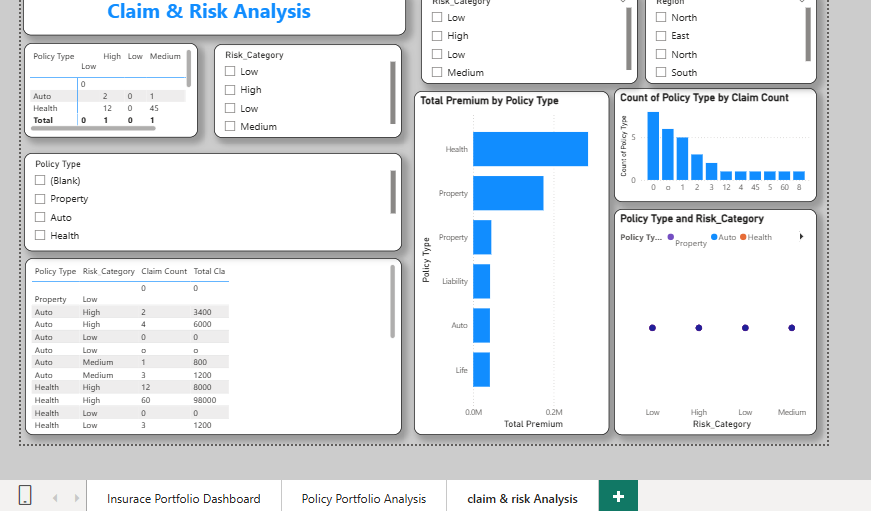 Claim & Risk Analysis
Risk_Category
Low
High
Low
Medium
Region
North
East
North
South
Policy Type High Low Medium
Low
0
Auto 2 0 1
Health 12 0 45
Total 0 1 0 1
Risk_Category
Low
High
Low
Medium
Policy Type
(Blank)
Property
Auto
Health
Policy Type Risk_Category Claim Count Total Cla
0 0
Property Low
Auto High 2 3400
Auto High 4 6000
Auto Low 0 0
Auto Low o o
Auto Medium 1 800
Auto Medium 3 1200
Health High 12 8000
Health High 60 98000
Health Low 0 0
Health Low 3 1200
Total Premium by Policy Type
Policy Type
Health
Property
Property
Liability
Auto
Life
0.0M 0.2M
Total Premium
Count of Policy Type by Claim Count
Count of Policy Type
5
0
0 o 1 2 3 12 4 45 5 60 8
Policy Type and Risk_Category
Policy Ty... Property Auto Health
Low High Low Medium
Risk_Category
Insurace Portfolio Dashboard
Policy Portfolio Analysis
claim & risk Analysis
+